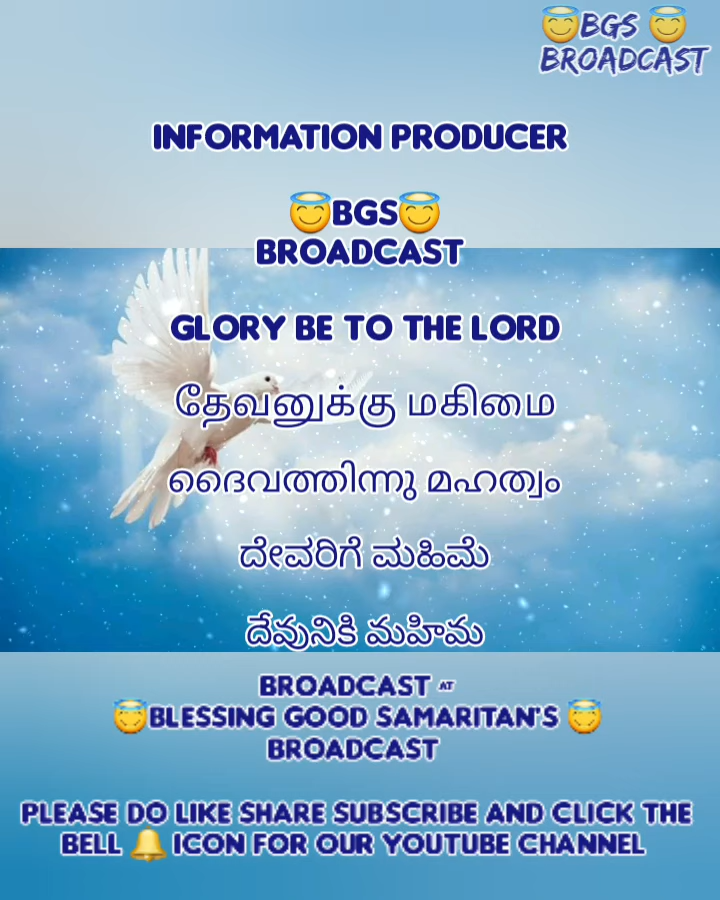 😇BGS 😇
BROADCAST
INFORMATION PRODUCER
😇BGS😇
BROADCAST
GLORY BE TO THE LORD
தேவனுக்கு மகிமை
ദൈവത്തിന്നു മഹത്വം
ದೇವರಿಗೆ ಮಹಿಮೆ
దేవునికి మహిమ
BROADCAST AT
😇BLESSING GOOD SAMARITAN'S 😇
BROADCAST
PLEASE DO LIKE SHARE SUBSCRIBE AND CLICK THE
BELL 🔔 ICON FOR OUR YOUTUBE CHANNEL